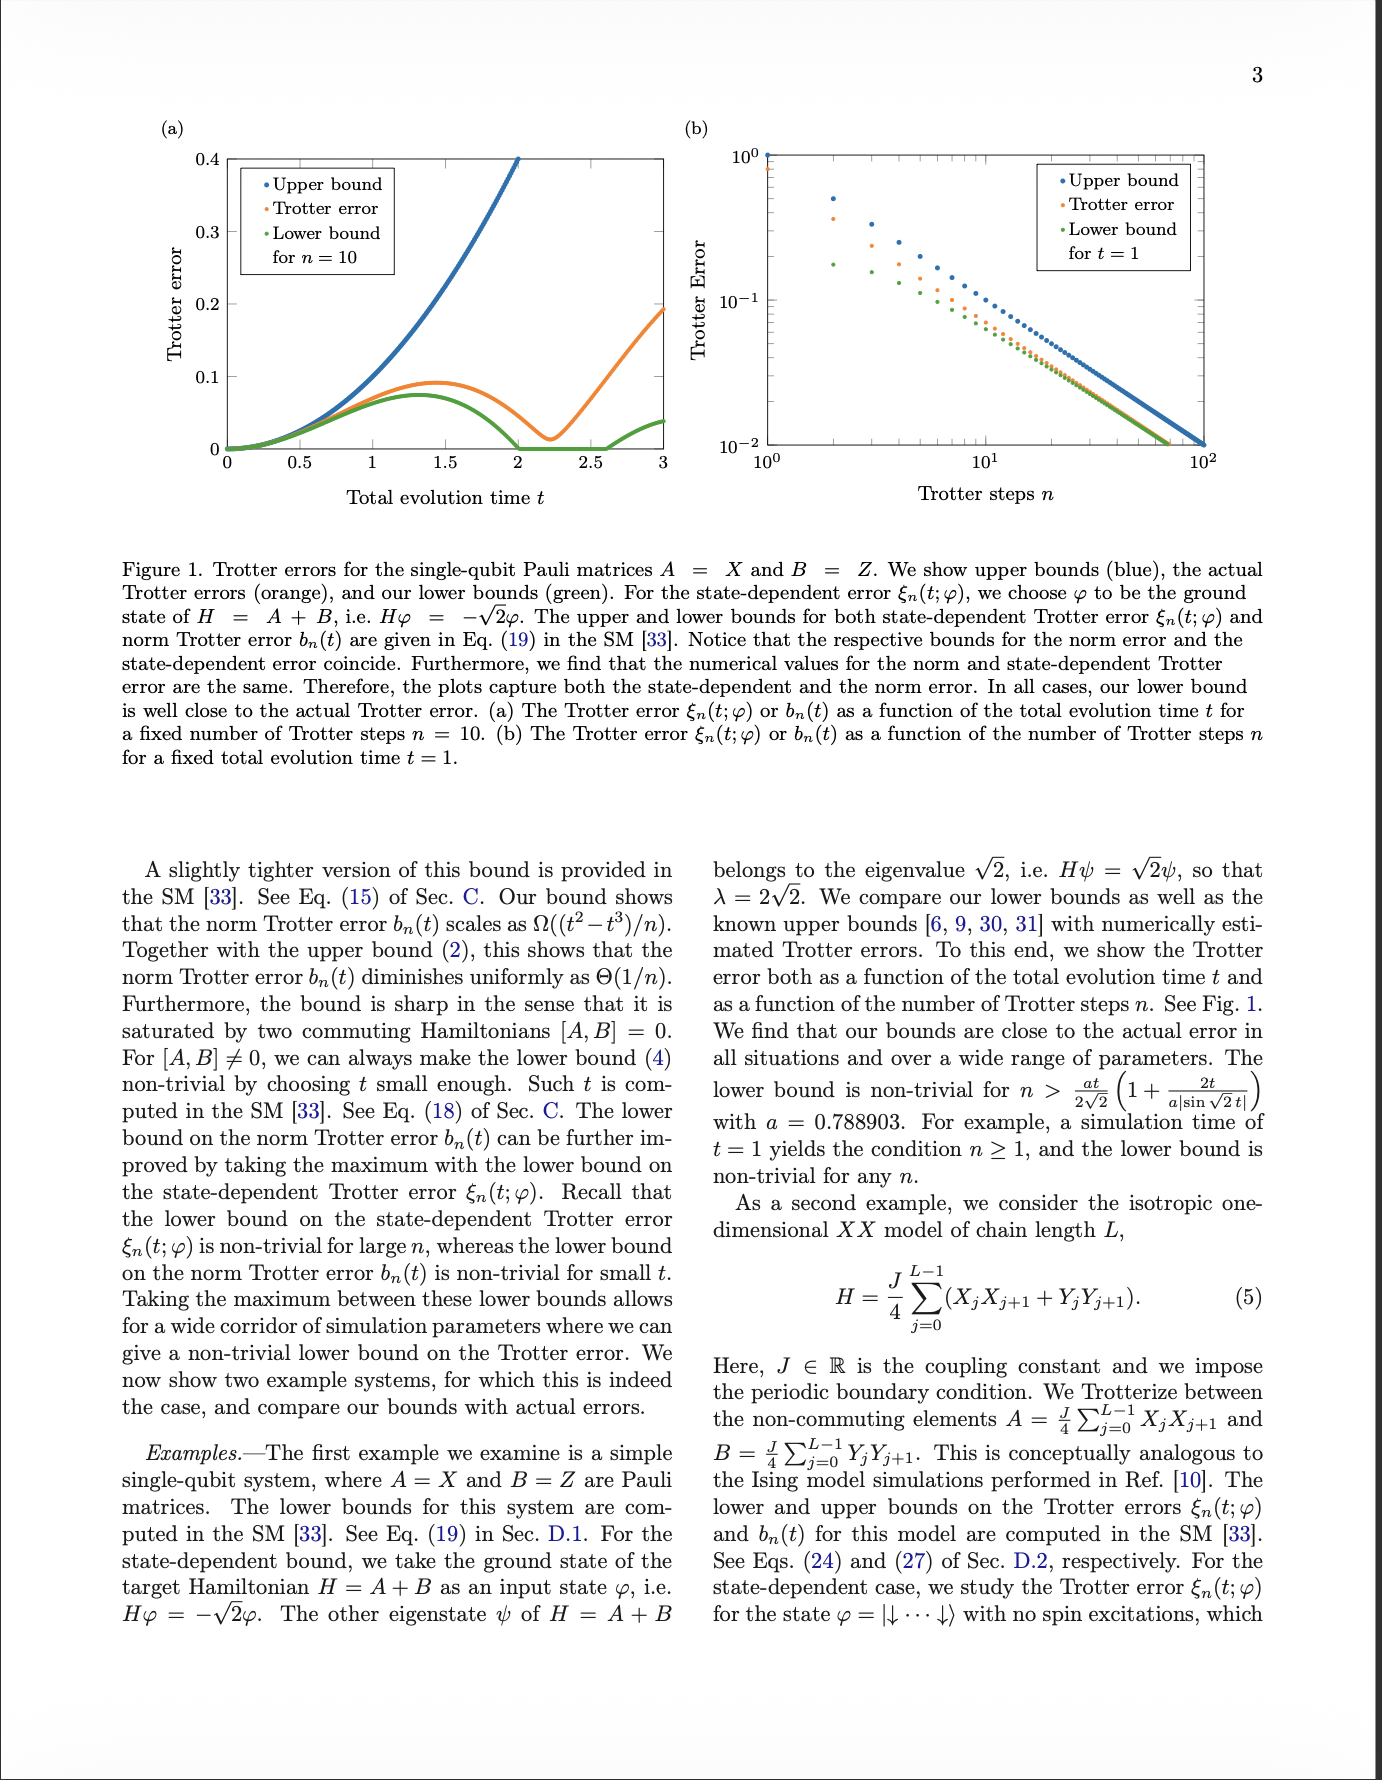 3
(a)
0.4
0.3
0.2
0.1
0
Trotter error
Upper bound
Trotter error
Lower bound
for n = 10
0 0.5 1 1.5 2 2.5 3
Total evolution time t
(b)
10⁰
10⁻¹
10⁻²
Trotter Error
Upper bound
Trotter error
Lower bound
for t = 1
10⁰ 10¹ 10²
Trotter steps n
Figure 1. Trotter errors for the single-qubit Pauli matrices A = X and B = Z. We show upper bounds (blue), the actual
Trotter errors (orange), and our lower bounds (green). For the state-dependent error ξₙ(t; φ), we choose φ to be the ground
state of H = A + B, i.e. Hφ = −√2φ. The upper and lower bounds for both state-dependent Trotter error ξₙ(t; φ) and
norm Trotter error bₙ(t) are given in Eq. (19) in the SM [33]. Notice that the respective bounds for the norm error and the
state-dependent error coincide. Furthermore, we find that the numerical values for the norm and state-dependent Trotter
error are the same. Therefore, the plots capture both the state-dependent and the norm error. In all cases, our lower bound
is well close to the actual Trotter error. (a) The Trotter error ξₙ(t; φ) or bₙ(t) as a function of the total evolution time t for
a fixed number of Trotter steps n = 10. (b) The Trotter error ξₙ(t; φ) or bₙ(t) as a function of the number of Trotter steps n
for a fixed total evolution time t = 1.
A slightly tighter version of this bound is provided in
the SM [33]. See Eq. (15) of Sec. C. Our bound shows
that the norm Trotter error bₙ(t) scales as Ω((t² − t³)/n).
Together with the upper bound (2), this shows that the
norm Trotter error bₙ(t) diminishes uniformly as Θ(1/n).
Furthermore, the bound is sharp in the sense that it is
saturated by two commuting Hamiltonians [A, B] = 0.
For [A, B] ≠ 0, we can always make the lower bound (4)
non-trivial by choosing t small enough. Such t is com-
puted in the SM [33]. See Eq. (18) of Sec. C. The lower
bound on the norm Trotter error bₙ(t) can be further im-
proved by taking the maximum with the lower bound on
the state-dependent Trotter error ξₙ(t; φ). Recall that
the lower bound on the state-dependent Trotter error
ξₙ(t; φ) is non-trivial for large n, whereas the lower bound
on the norm Trotter error bₙ(t) is non-trivial for small t.
Taking the maximum between these lower bounds allows
for a wide corridor of simulation parameters where we can
give a non-trivial lower bound on the Trotter error. We
now show two example systems, for which this is indeed
the case, and compare our bounds with actual errors.
Examples.—The first example we examine is a simple
single-qubit system, where A = X and B = Z are Pauli
matrices. The lower bounds for this system are com-
puted in the SM [33]. See Eq. (19) in Sec. D.1. For the
state-dependent bound, we take the ground state of the
target Hamiltonian H = A + B as an input state φ, i.e.
Hφ = −√2φ. The other eigenstate ψ of H = A + B
belongs to the eigenvalue √2, i.e. Hψ = √2ψ, so that
λ = 2√2. We compare our lower bounds as well as the
known upper bounds [6, 9, 30, 31] with numerically esti-
mated Trotter errors. To this end, we show the Trotter
error both as a function of the total evolution time t and
as a function of the number of Trotter steps n. See Fig. 1.
We find that our bounds are close to the actual error in
all situations and over a wide range of parameters. The
lower bound is non-trivial for n > at/(2√2) (1 + 2t/(a|sin √2 t|))
with a = 0.788903. For example, a simulation time of
t = 1 yields the condition n ≥ 1, and the lower bound is
non-trivial for any n.
As a second example, we consider the isotropic one-
dimensional XX model of chain length L,
H = J/4 ∑_{j=0}^{L−1} (X_j X_{j+1} + Y_j Y_{j+1}). (5)
Here, J ∈ ℝ is the coupling constant and we impose
the periodic boundary condition. We Trotterize between
the non-commuting elements A = J/4 ∑_{j=0}^{L−1} X_j X_{j+1} and
B = J/4 ∑_{j=0}^{L−1} Y_j Y_{j+1}. This is conceptually analogous to
the Ising model simulations performed in Ref. [10]. The
lower and upper bounds on the Trotter errors ξₙ(t; φ)
and bₙ(t) for this model are computed in the SM [33].
See Eqs. (24) and (27) of Sec. D.2, respectively. For the
state-dependent case, we study the Trotter error ξₙ(t; φ)
for the state φ = |↓ ⋯ ↓⟩ with no spin excitations, which